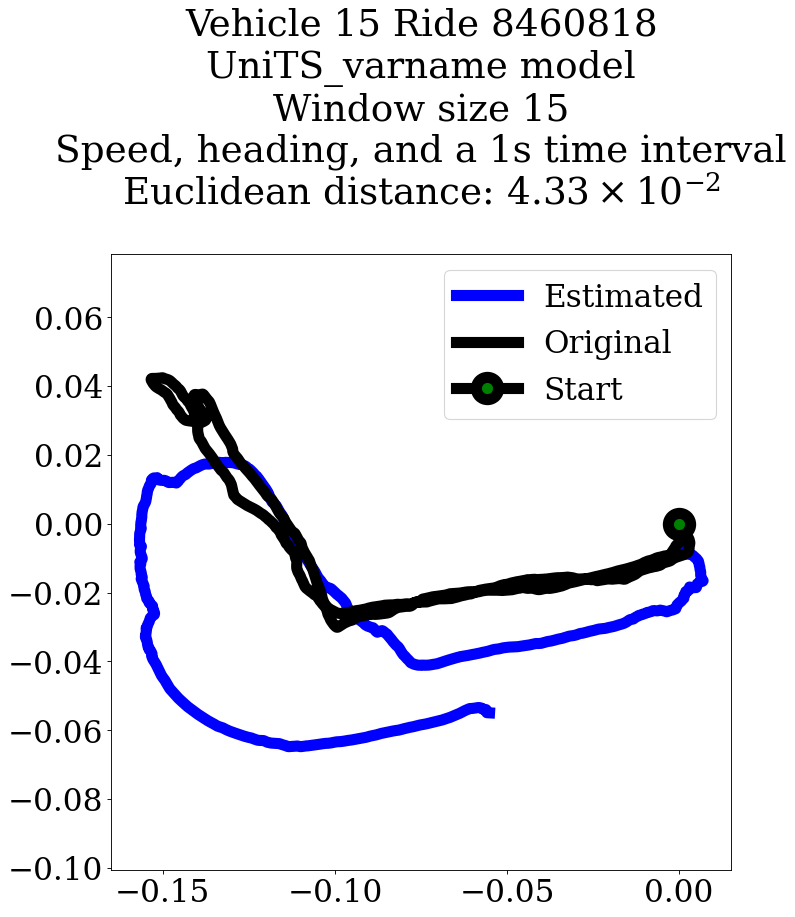 Vehicle 15 Ride 8460818
UniTS_varname model
Window size 15
Speed, heading, and a 1s time interval
Euclidean distance: 4.33 × 10⁻²
Estimated
Original
Start
0.06
0.04
0.02
0.00
−0.02
−0.04
−0.06
−0.08
−0.10
−0.15 −0.10 −0.05 0.00